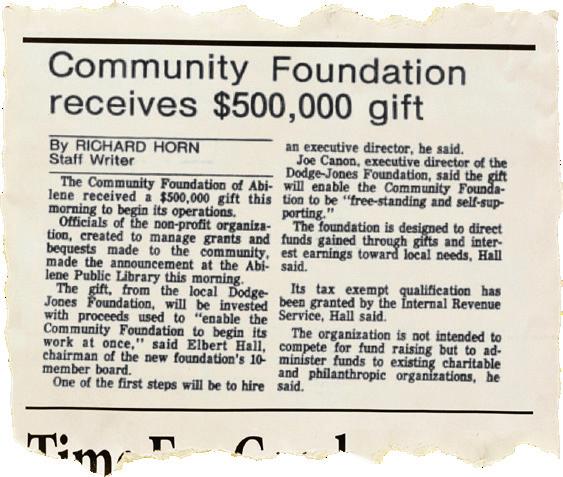 Community Foundation
receives $500,000 gift
By RICHARD HORN
Staff Writer
The Community Foundation of Abi-
lene received a $500,000 gift this
morning to begin its operations.
Officials of the non-profit organiza-
tion, created to manage grants and
bequests made to the community,
made the announcement at the Abi-
lene Public Library this morning.
The gift, from the local Dodge-
Jones Foundation, will be invested
with proceeds used to "enable the
Community Foundation to begin its
work at once," said Elbert Hall,
chairman of the new foundation's 10-
member board.
One of the first steps will be to hire
an executive director, he said.
Joe Canon, executive director of the
Dodge-Jones Foundation, said the gift
will enable the Community Founda-
tion to be "free-standing and self-sup-
porting."
The foundation is designed to direct
funds gained through gifts and inter-
est earnings toward local needs, Hall
said.
Its tax exempt qualification has
been granted by the Internal Revenue
Service, Hall said.
The organization is not intended to
compete for fund raising but to ad-
minister funds to existing charitable
and philanthropic organizations, he
said.